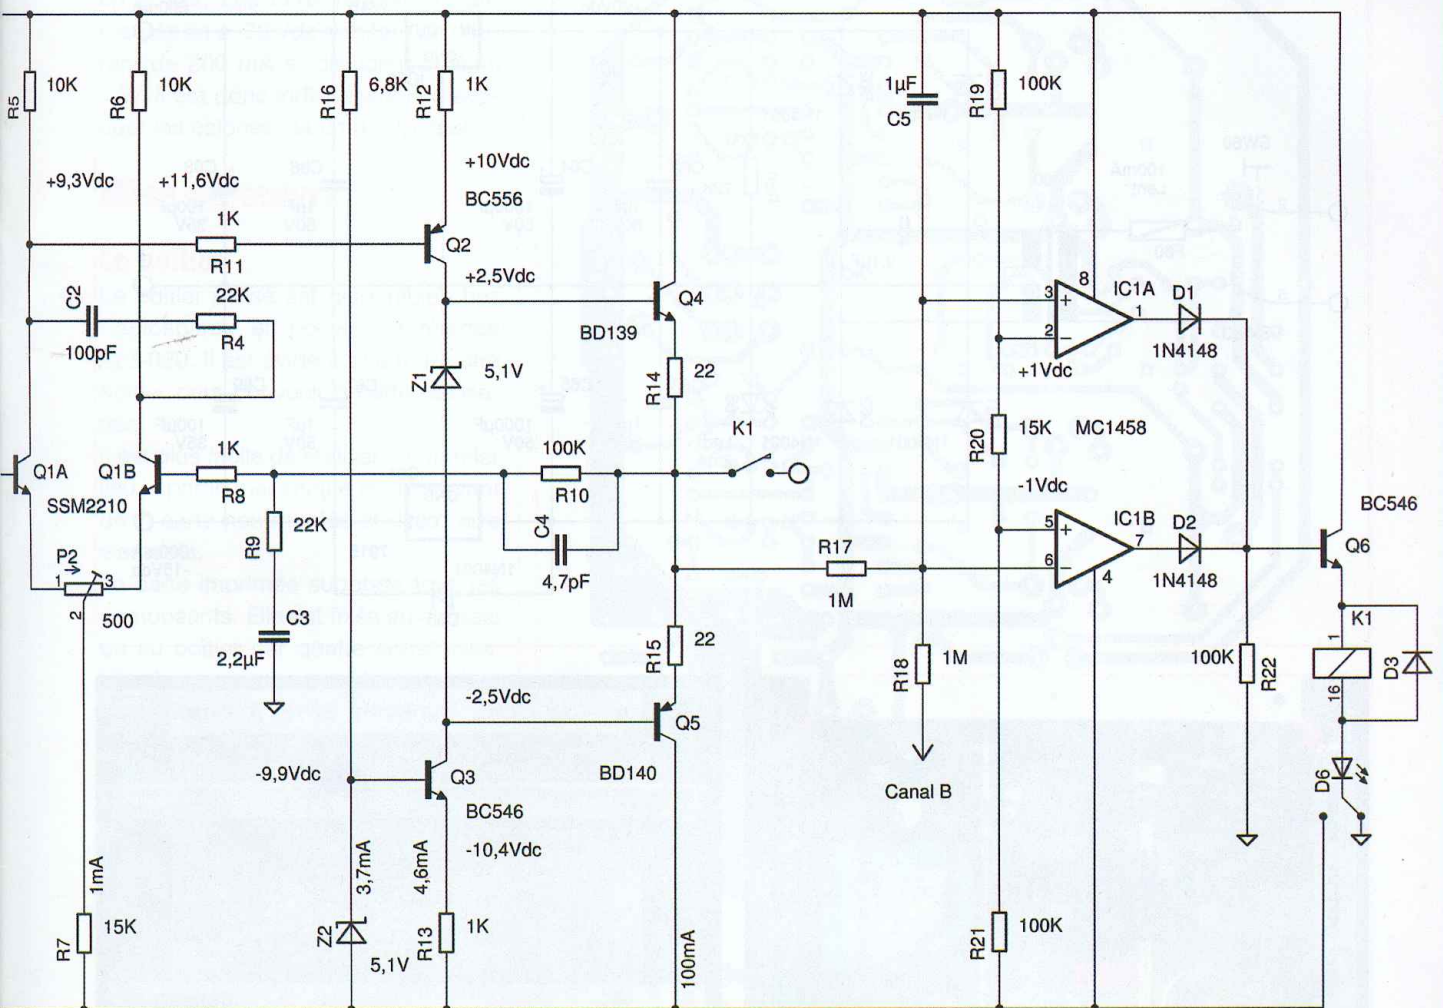 R5 10K
R6 10K
R16 6,8K
R12 1K
1µF
C5
R19 100K
+9,3Vdc
+11,6Vdc
+10Vdc
BC556
1K
R11
Q2
+2,5Vdc
Q4
BD139
C2
100pF
22K
R4
Z1 5,1V
R14 22
8
3 +
2 −
IC1A
1
D1
1N4148
+1Vdc
R20 15K
MC1458
K1
Q1A
Q1B
SSM2210
1K
R8
100K
R10
R9 22K
C4
4,7pF
-1Vdc
5 +
6 −
IC1B
7
4
D2
1N4148
BC546
Q6
P2
1 3
2
500
C3
2,2µF
R17
1M
R15 22
R18 1M
100K R22
K1
1
16
D3
-2,5Vdc
Q5
BD140
-9,9Vdc
Q3
BC546
-10,4Vdc
Canal B
D6
1mA
3,7mA
4,6mA
R7 15K
Z2
5,1V
R13 1K
100mA
R21 100K